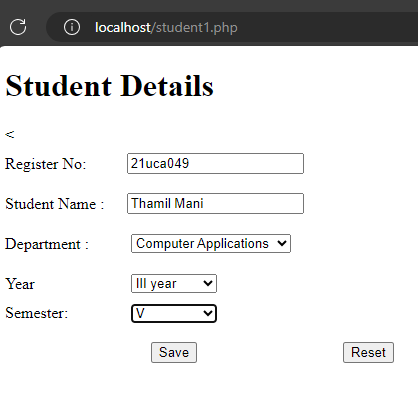 localhost/student1.php
Student Details
<
Register No: 21uca049
Student Name : Thamil Mani
Department : Computer Applications
Year III year
Semester: V
Save Reset